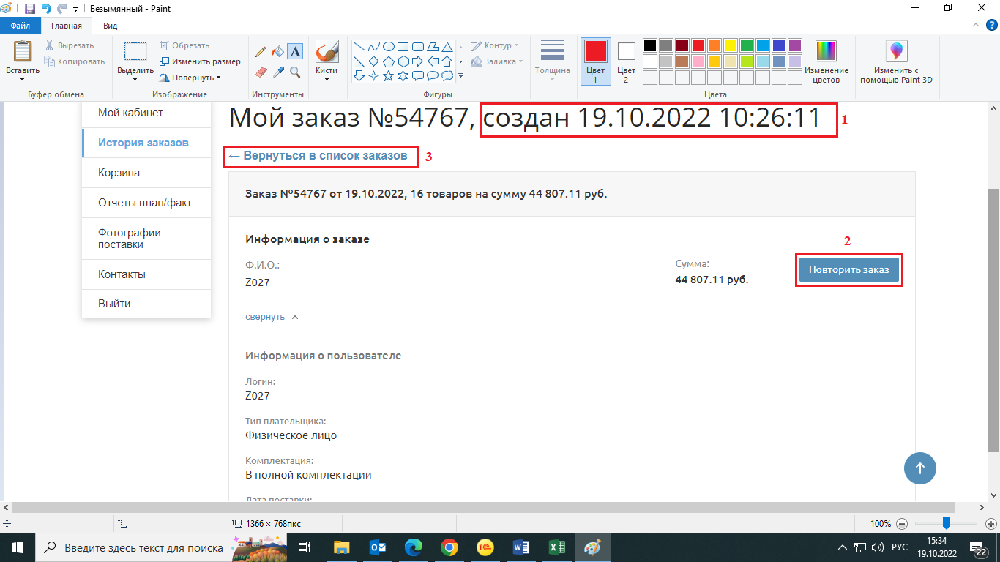 Безымянный - Paint
Файл
Главная
Вид
Вставить
Вырезать
Копировать
Буфер обмена
Выделить
Обрезать
Изменить размер
Повернуть
Изображение
A
Инструменты
Кисти
Контур
Заливка
Фигуры
Толщина
Цвет
1
Цвет
2
Изменение
цветов
Цвета
Изменить с
помощью Paint 3D
Мой кабинет
История заказов
Корзина
Отчеты план/факт
Фотографии
поставки
Контакты
Выйти
Мой заказ №54767, создан 19.10.2022 10:26:11 1
← Вернуться в список заказов 3
Заказ №54767 от 19.10.2022, 16 товаров на сумму 44 807.11 руб.
Информация о заказе
2
Ф.И.О.:
Z027
Сумма:
44 807.11 руб.
Повторить заказ
свернуть
Информация о пользователе
Логин:
Z027
Тип плательщика:
Физическое лицо
Комплектация:
В полной комплектации
Дата поставки:
1366 × 768пкс
100%
Введите здесь текст для поиска
РУС
15:34
19.10.2022
22